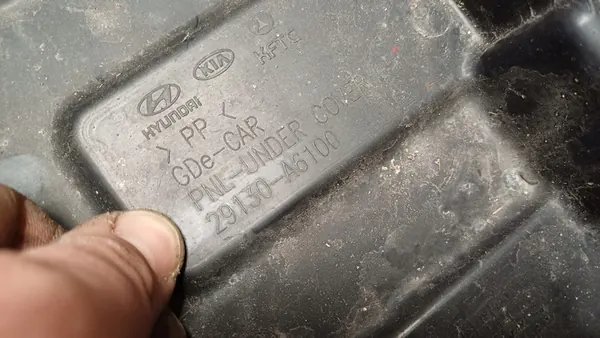 HYUNDAI
KIA
KFTC
> PP <
GDe-CAR
PNL-UNDER COVER
29130-A6100